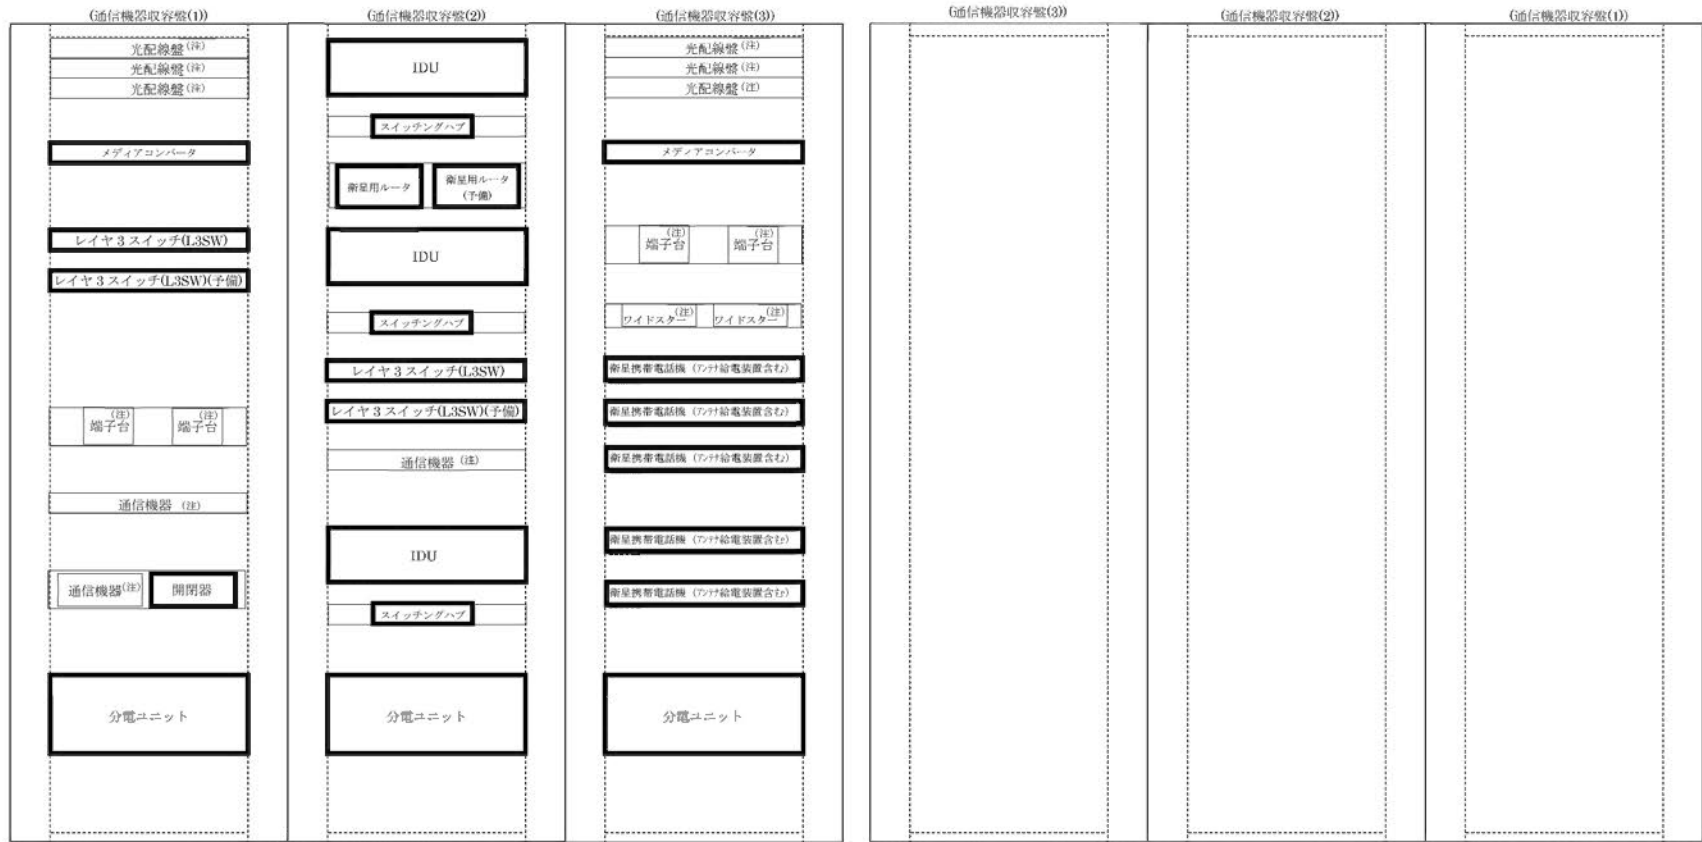 (通信機器収容盤(1))
光配線盤(注)
光配線盤(注)
光配線盤(注)
メディアコンバータ
レイヤ3スイッチ(L3SW)
レイヤ3スイッチ(L3SW)(予備)
(注)
端子台
(注)
端子台
通信機器 (注)
通信機器(注)
開閉器
分電ユニット
(通信機器収容盤(2))
IDU
スイッチングハブ
衛星用ルータ
衛星用ルータ
(予備)
IDU
スイッチングハブ
レイヤ3スイッチ(L3SW)
レイヤ3スイッチ(L3SW)(予備)
通信機器 (注)
IDU
スイッチングハブ
分電ユニット
(通信機器収容盤(3))
光配線盤(注)
光配線盤(注)
光配線盤(注)
メディアコンバータ
(注)
端子台
(注)
端子台
(注)
ワイドスター
(注)
ワイドスター
衛星携帯電話機 (アンテナ給電装置含む)
衛星携帯電話機 (アンテナ給電装置含む)
衛星携帯電話機 (アンテナ給電装置含む)
衛星携帯電話機 (アンテナ給電装置含む)
衛星携帯電話機 (アンテナ給電装置含む)
分電ユニット
(通信機器収容盤(3))
(通信機器収容盤(2))
(通信機器収容盤(1))